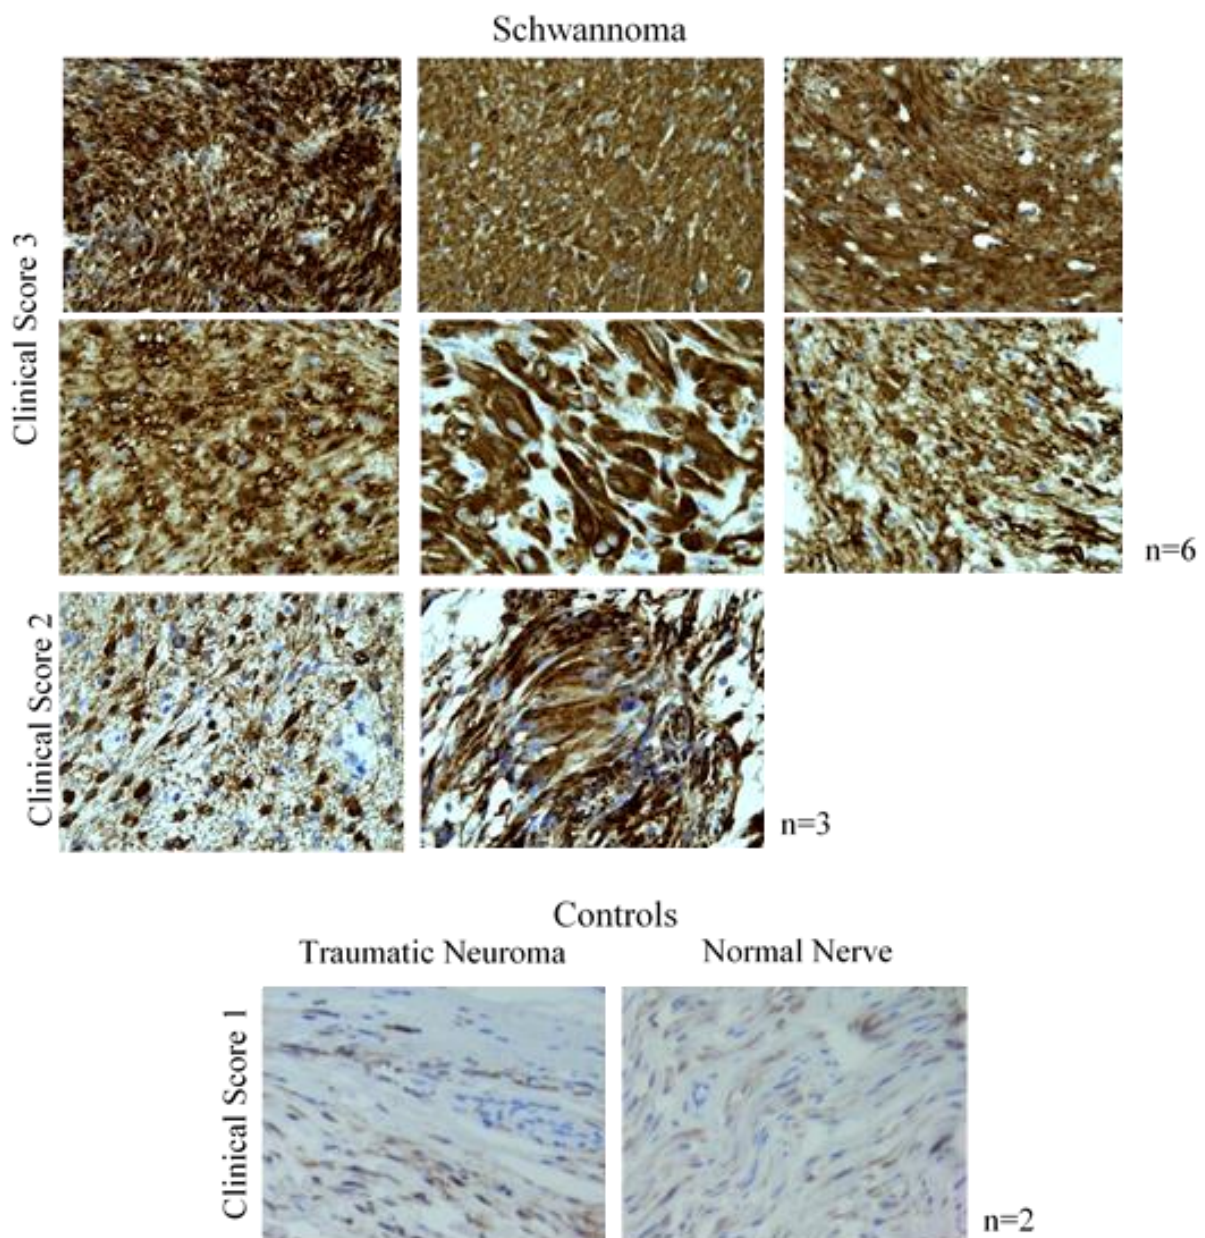 Schwannoma
Clinical Score 3
n=6
Clinical Score 2
n=3
Controls
Traumatic Neuroma
Normal Nerve
Clinical Score 1
n=2